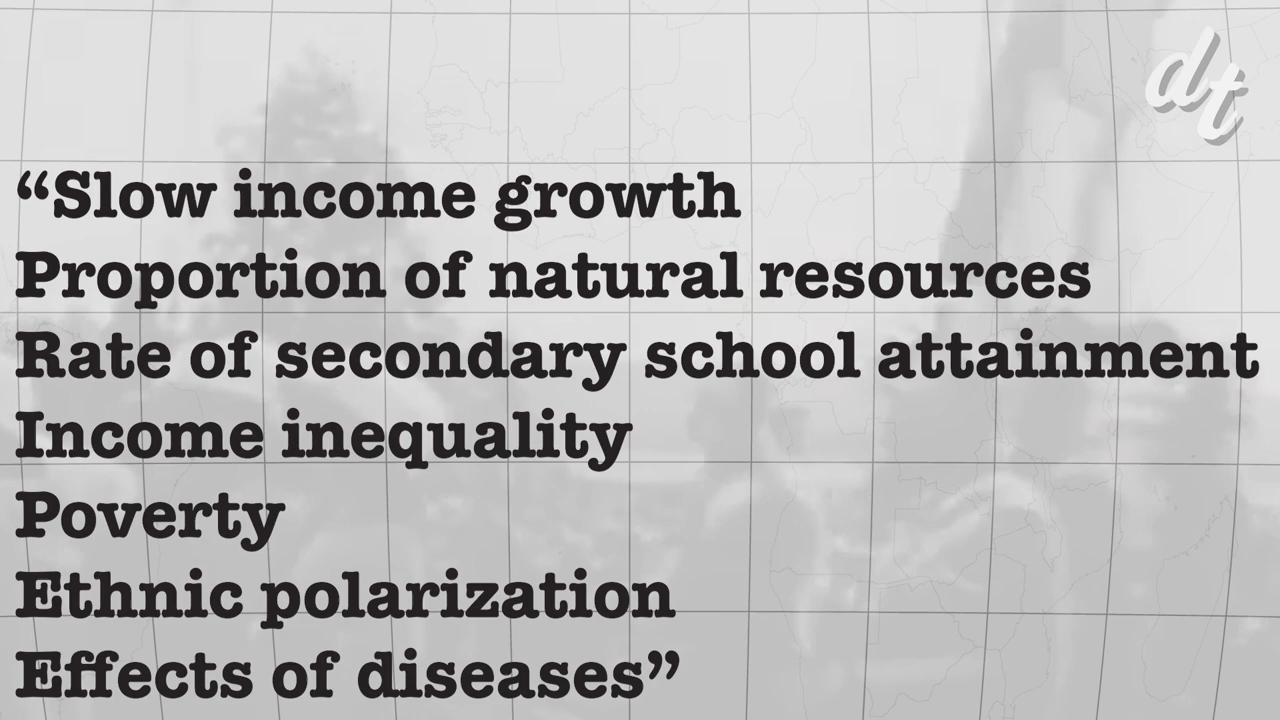 dt
“Slow income growth
Proportion of natural resources
Rate of secondary school attainment
Income inequality
Poverty
Ethnic polarization
Effects of diseases”